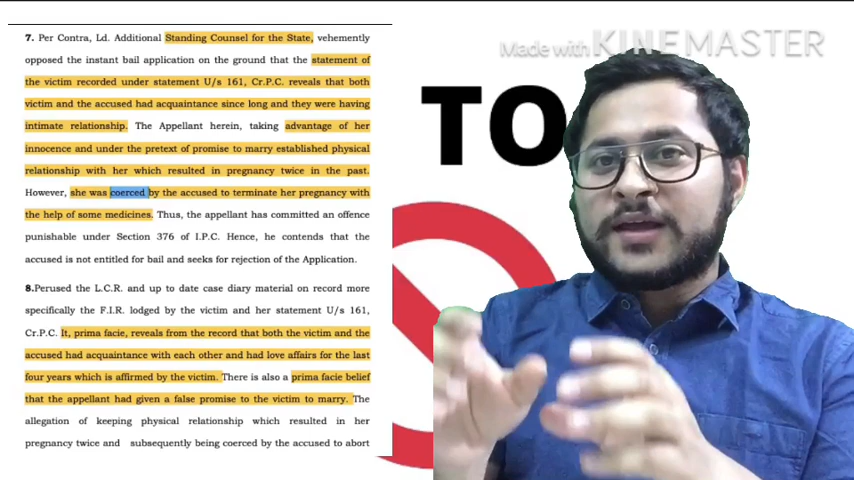 7. Per Contra, Ld. Additional Standing Counsel for the State, vehemently
opposed the instant bail application on the ground that the statement of
the victim recorded under statement U/s 161, Cr.P.C. reveals that both
victim and the accused had acquaintance since long and they were having
intimate relationship. The Appellant herein, taking advantage of her
innocence and under the pretext of promise to marry established physical
relationship with her which resulted in pregnancy twice in the past.
However, she was coerced by the accused to terminate her pregnancy with
the help of some medicines. Thus, the appellant has committed an offence
punishable under Section 376 of I.P.C. Hence, he contends that the
accused is not entitled for bail and seeks for rejection of the Application.
8.Perused the L.C.R. and up to date case diary material on record more
specifically the F.I.R. lodged by the victim and her statement U/s 161,
Cr.P.C. It, prima facie, reveals from the record that both the victim and the
accused had acquaintance with each other and had love affairs for the last
four years which is affirmed by the victim. There is also a prima facie belief
that the appellant had given a false promise to the victim to marry. The
allegation of keeping physical relationship which resulted in her
pregnancy twice and subsequently being coerced by the accused to abort
Made with KINEMASTER
TO